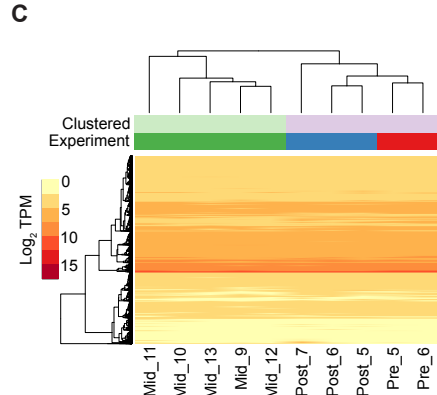 C
Clustered
Experiment
Log2 TPM
0
5
10
15
Mid_11
Mid_10
Mid_13
Mid_9
Mid_12
Post_7
Post_6
Post_5
Pre_5
Pre_6